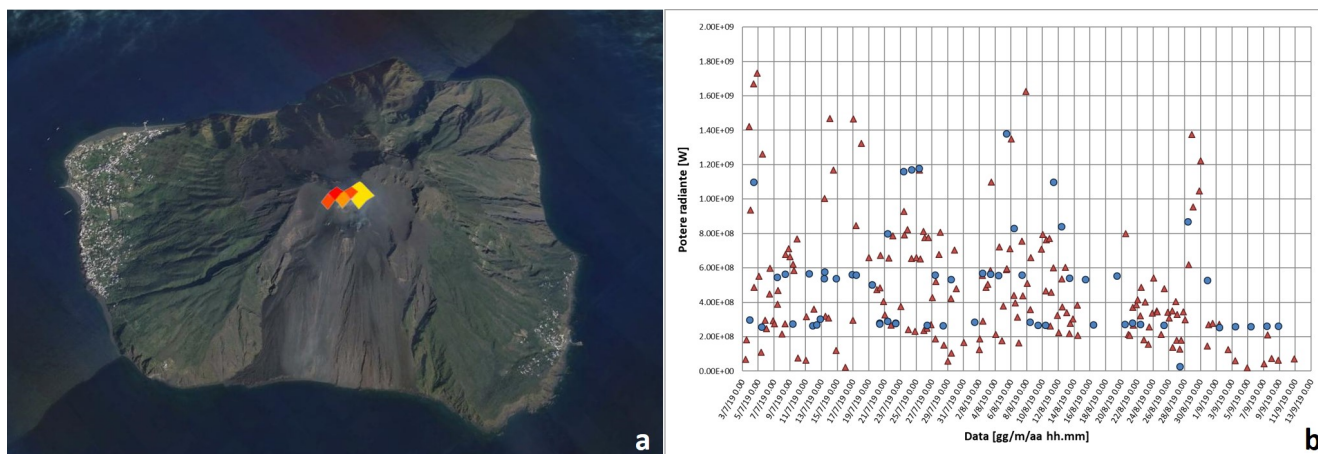 a
2.00E+09
1.80E+09
1.60E+09
1.40E+09
1.20E+09
1.00E+09
8.00E+08
6.00E+08
4.00E+08
2.00E+08
0.00E+00
Potere radiante [W]
3/7/19 0.00
5/7/19 0.00
7/7/19 0.00
9/7/19 0.00
11/7/19 0.00
13/7/19 0.00
15/7/19 0.00
17/7/19 0.00
19/7/19 0.00
21/7/19 0.00
23/7/19 0.00
25/7/19 0.00
27/7/19 0.00
29/7/19 0.00
31/7/19 0.00
2/8/19 0.00
4/8/19 0.00
6/8/19 0.00
8/8/19 0.00
10/8/19 0.00
12/8/19 0.00
14/8/19 0.00
16/8/19 0.00
18/8/19 0.00
20/8/19 0.00
22/8/19 0.00
24/8/19 0.00
26/8/19 0.00
28/8/19 0.00
30/8/19 0.00
1/9/19 0.00
3/9/19 0.00
5/9/19 0.00
7/9/19 0.00
9/9/19 0.00
11/9/19 0.00
13/9/19 0.00
Data [gg/m/aa hh.mm]
b